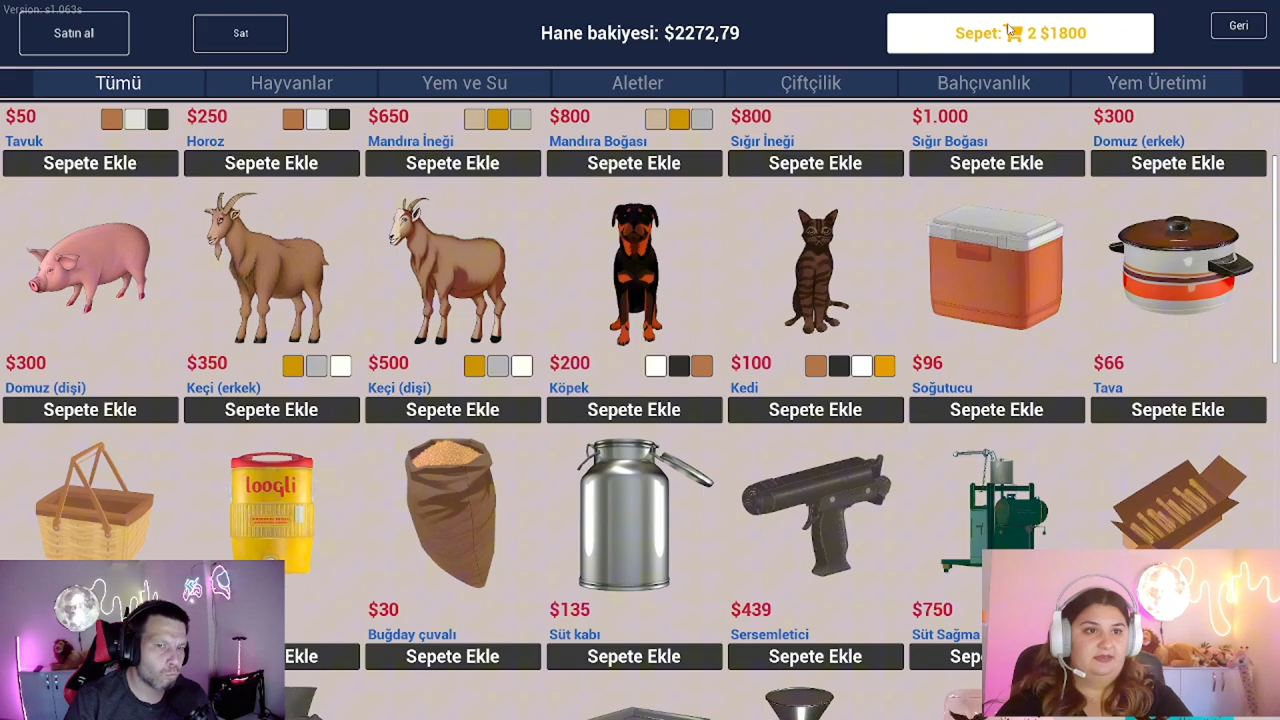 Version: s1.063s
Satın al
Sat
Hane bakiyesi: $2272,79
Sepet: 2 $1800
Geri
Tümü
Hayvanlar
Yem ve Su
Aletler
Çiftçilik
Bahçıvanlık
Yem Üretimi
$50
$250
$650
$800
$800
$1.000
$300
Tavuk
Horoz
Mandıra İneği
Mandıra Boğası
Sığır İneği
Sığır Boğası
Domuz (erkek)
Sepete Ekle
Sepete Ekle
Sepete Ekle
Sepete Ekle
Sepete Ekle
Sepete Ekle
Sepete Ekle
$300
$350
$500
$200
$100
$96
$66
Domuz (dişi)
Keçi (erkek)
Keçi (dişi)
Köpek
Kedi
Soğutucu
Tava
Sepete Ekle
Sepete Ekle
Sepete Ekle
Sepete Ekle
Sepete Ekle
Sepete Ekle
Sepete Ekle
looqli
$30
$135
$439
$750
Buğday çuvalı
Süt kabı
Sersemletici
Süt Sağma
Ekle
Sepete Ekle
Sepete Ekle
Sepete Ekle
Sep